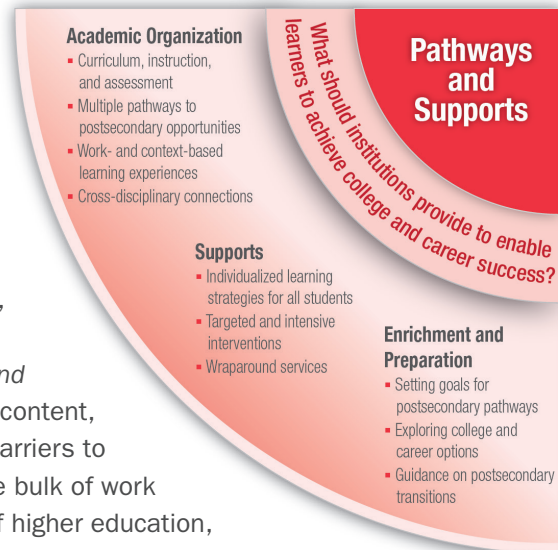 Academic Organization
▪ Curriculum, instruction,
and assessment
▪ Multiple pathways to
postsecondary opportunities
▪ Work- and context-based
learning experiences
▪ Cross-disciplinary connections
Supports
▪ Individualized learning
strategies for all students
▪ Targeted and intensive
interventions
▪ Wraparound services
Enrichment and
Preparation
▪ Setting goals for
postsecondary pathways
▪ Exploring college and
career options
▪ Guidance on postsecondary
transitions
What should institutions provide to enable
learners to achieve college and career success?
Pathways
and
Supports
content,
to
bulk of work
higher education,